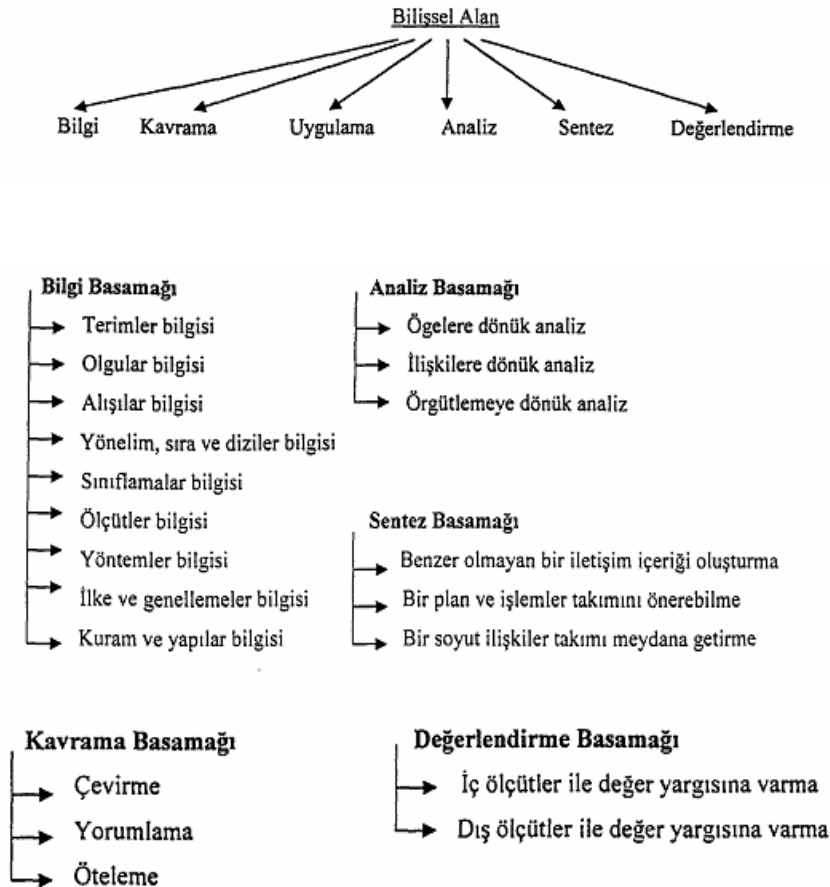 Bilişsel Alan
Bilgi Kavrama Uygulama Analiz Sentez Değerlendirme
Bilgi Basamağı
Terimler bilgisi
Olgular bilgisi
Alışılar bilgisi
Yönelim, sıra ve diziler bilgisi
Sınıflamalar bilgisi
Ölçütler bilgisi
Yöntemler bilgisi
İlke ve genellemeler bilgisi
Kuram ve yapılar bilgisi
Analiz Basamağı
Ögelere dönük analiz
İlişkilere dönük analiz
Örgütlemeye dönük analiz
Sentez Basamağı
Benzer olmayan bir iletişim içeriği oluşturma
Bir plan ve işlemler takımını önerebilme
Bir soyut ilişkiler takımı meydana getirme
Kavrama Basamağı
Çevirme
Yorumlama
Öteleme
Değerlendirme Basamağı
İç ölçütler ile değer yargısına varma
Dış ölçütler ile değer yargısına varma